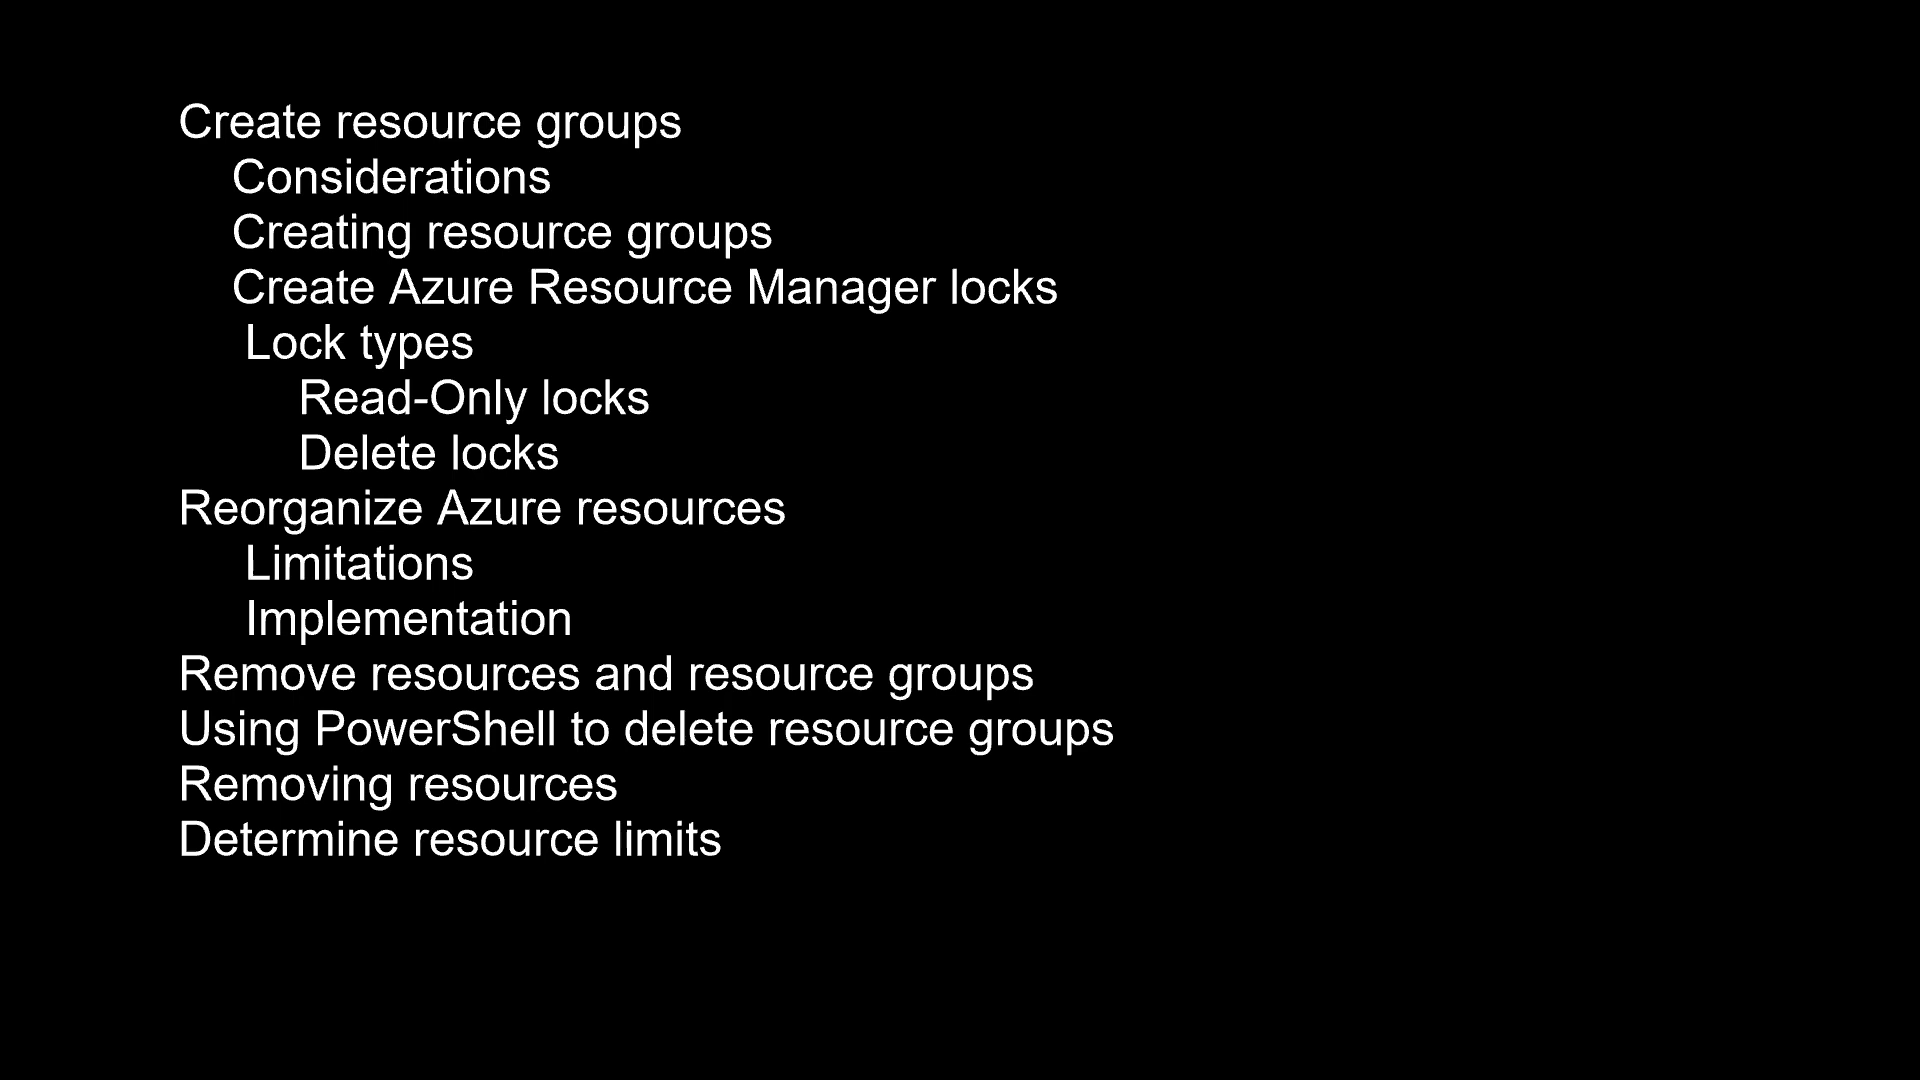 Create resource groups
Considerations
Creating resource groups
Create Azure Resource Manager locks
Lock types
Read-Only locks
Delete locks
Reorganize Azure resources
Limitations
Implementation
Remove resources and resource groups
Using PowerShell to delete resource groups
Removing resources
Determine resource limits